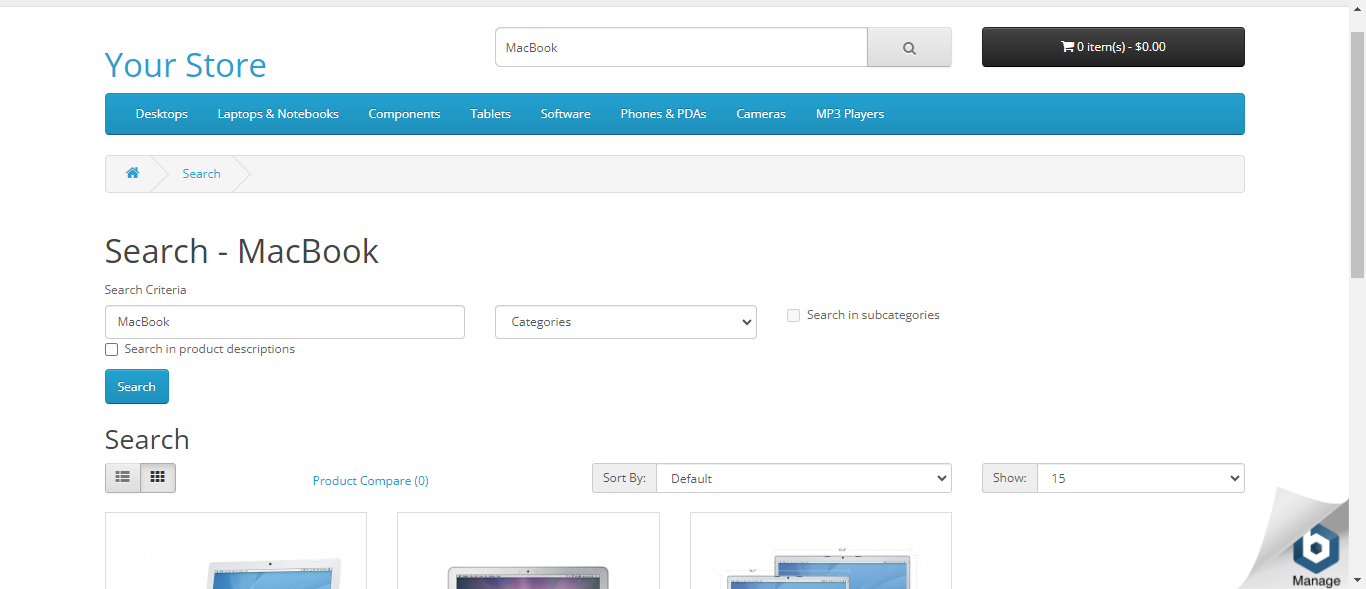 Your Store
MacBook
0 item(s) - $0.00
Desktops Laptops & Notebooks Components Tablets Software Phones & PDAs Cameras MP3 Players
Search
Search - MacBook
Search Criteria
MacBook
Categories
Search in subcategories
Search in product descriptions
Search
Search
Product Compare (0)
Sort By: Default
Show: 15
b
Manage